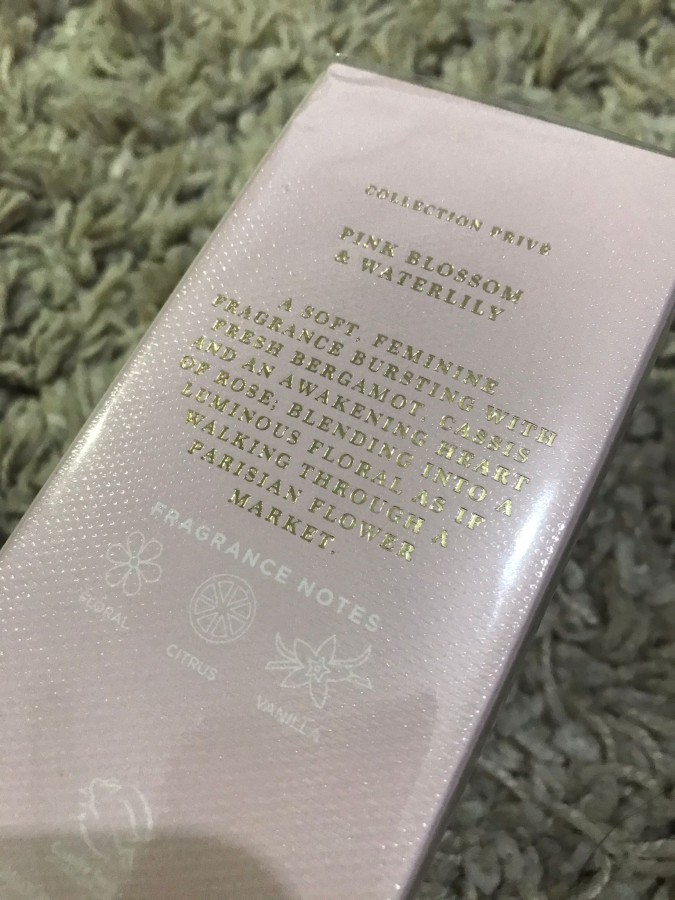 COLLECTION PRIVÉ
PINK BLOSSOM
& WATERLILY
A SOFT, FEMININE
FRAGRANCE BURSTING WITH
FRESH BERGAMOT, CASSIS
AND AN AWAKENING HEART
OF ROSE; BLENDING INTO A
LUMINOUS FLORAL AS IF
WALKING THROUGH A
PARISIAN FLOWER
MARKET.
FRAGRANCE NOTES
FLORAL
CITRUS
VANILLA